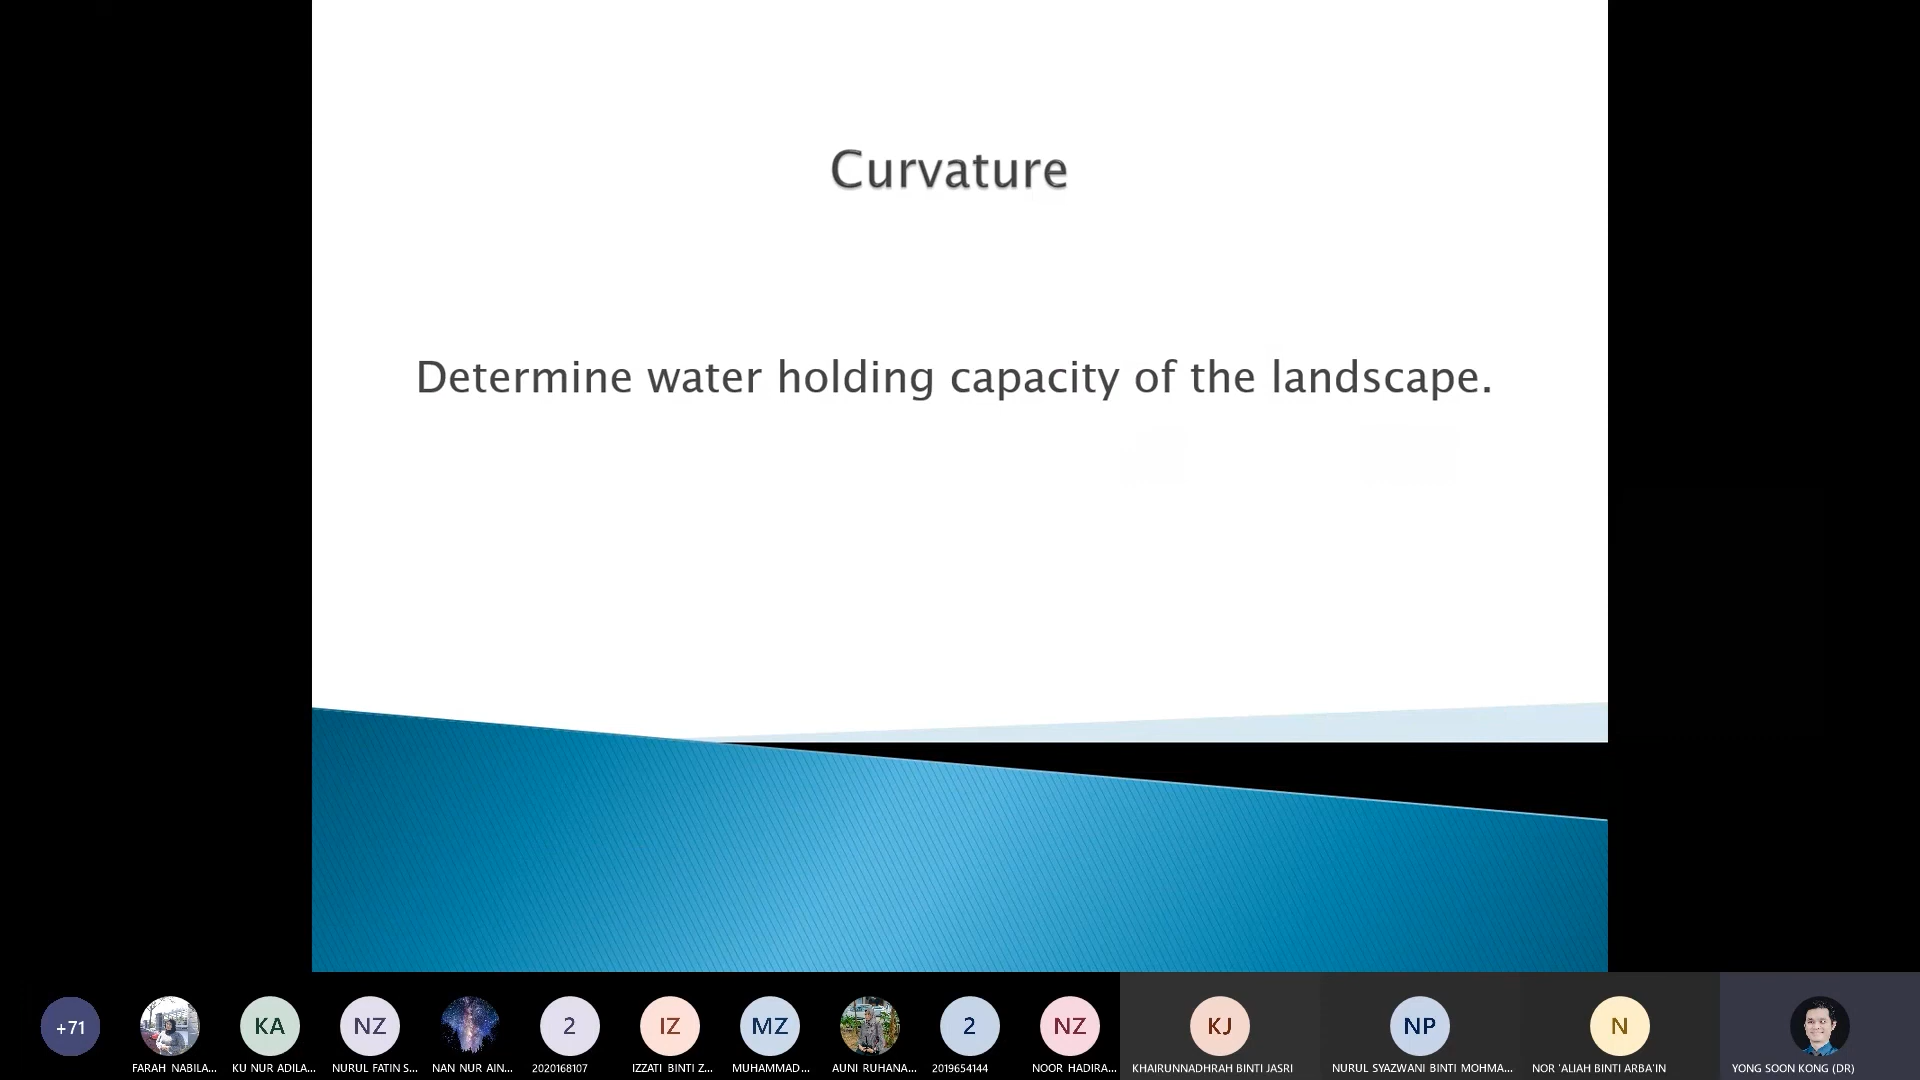 Curvature
Determine water holding capacity of the landscape.
+71
KA
NZ
2
IZ
MZ
2
NZ
KJ
NP
N
FARAH NABILA...
KU NUR ADILA...
NURUL FATIN S...
NAN NUR AIN...
2020168107
IZZATI BINTI Z...
MUHAMMAD...
AUNI RUHANA...
2019654144
NOOR HADIRA...
KHAIRUNNADHRAH BINTI JASRI
NURUL SYAZWANI BINTI MOHMA...
NOR 'ALIAH BINTI ARBA'IN
YONG SOON KONG (DR)